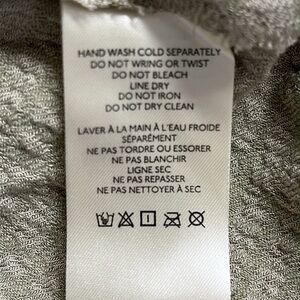 HAND WASH COLD SEPARATELY
DO NOT WRING OR TWIST
DO NOT BLEACH
LINE DRY
DO NOT IRON
DO NOT DRY CLEAN
LAVER À LA MAIN À L'EAU FROIDE
SÉPARÉMENT
NE PAS TORDRE OU ESSORER
NE PAS BLANCHIR
LIGNE SEC
NE PAS REPASSER
NE PAS NETTOYER À SEC